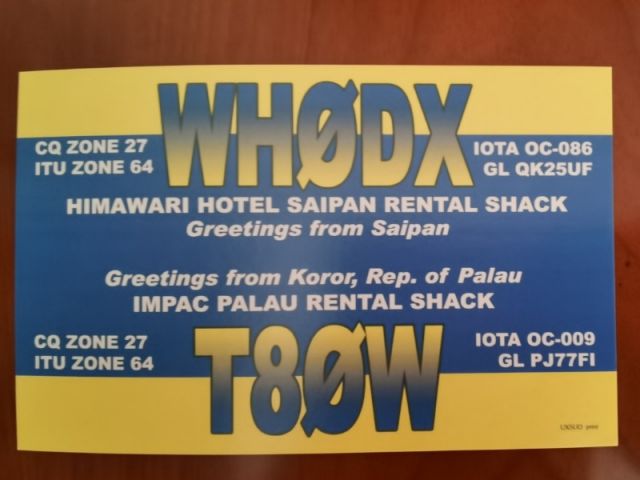 WHØDX
CQ ZONE 27
ITU ZONE 64
IOTA OC-086
GL QK25UF
HIMAWARI HOTEL SAIPAN RENTAL SHACK
Greetings from Saipan
Greetings from Koror, Rep. of Palau
IMPAC PALAU RENTAL SHACK
CQ ZONE 27
ITU ZONE 64
IOTA OC-009
GL PJ77FI
T8ØW
UX5UO print